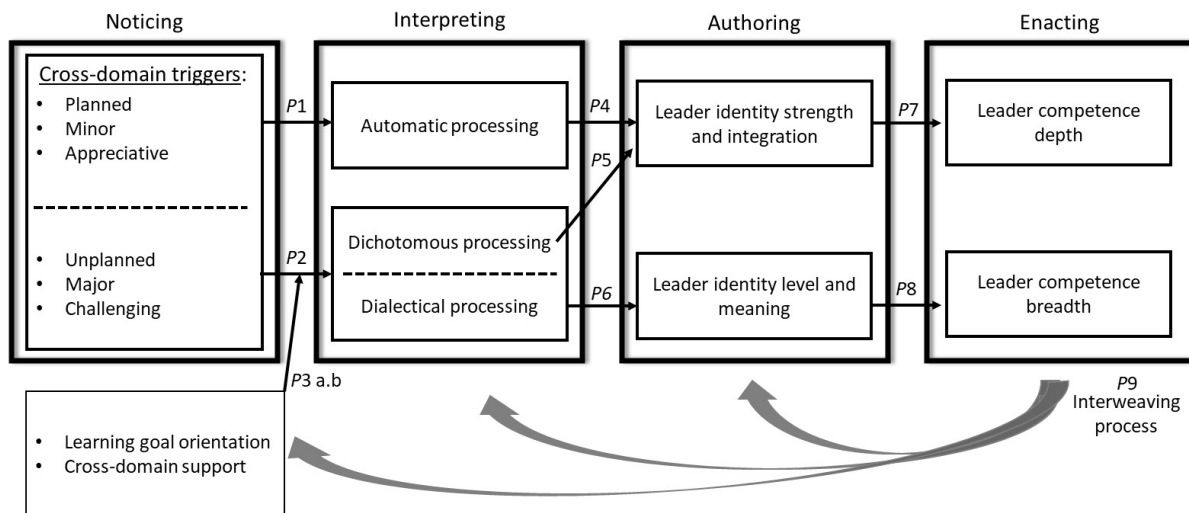 Noticing
Interpreting
Authoring
Enacting
Cross-domain triggers:
• Planned
• Minor
• Appreciative
• Unplanned
• Major
• Challenging
P1
P2
P3 a.b
• Learning goal orientation
• Cross-domain support
Automatic processing
Dichotomous processing
Dialectical processing
P4
P5
P6
Leader identity strength
and integration
Leader identity level and
meaning
P7
P8
Leader competence
depth
Leader competence
breadth
P9
Interweaving
process